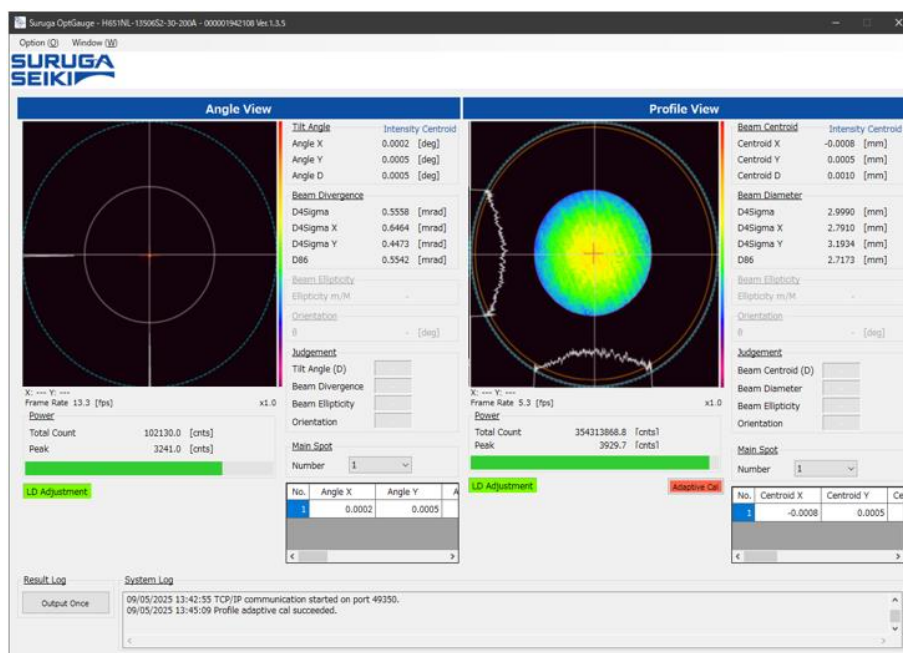 Suruga OptGauge - H651NL-13506S2-30-200A - 000001942108 Ver.1.3.5
Option (O) Window (W)
SURUGA
SEIKI
Angle View
Tilt Angle Intensity Centroid
Angle X 0.0002 [deg]
Angle Y 0.0005 [deg]
Angle D 0.0005 [deg]
Beam Divergence
D4Sigma 0.5558 [mrad]
D4Sigma X 0.6464 [mrad]
D4Sigma Y 0.4473 [mrad]
D86 0.5542 [mrad]
Beam Ellipticity
Ellipticity m/M -
Orientation
θ - [deg]
Judgement
Tilt Angle (D)
Beam Divergence
Beam Ellipticity
Orientation
X: --- Y: ---
Frame Rate 13.3 [fps] x1.0
Power
Total Count 102130.0 [cnts]
Peak 3241.0 [cnts]
LD Adjustment
Main Spot
Number 1
No. Angle X Angle Y A
1 0.0002 0.0005
Profile View
Beam Centroid Intensity Centroid
Centroid X -0.0008 [mm]
Centroid Y 0.0005 [mm]
Centroid D 0.0010 [mm]
Beam Diameter
D4Sigma 2.9990 [mm]
D4Sigma X 2.7910 [mm]
D4Sigma Y 3.1934 [mm]
D86 2.7173 [mm]
Beam Ellipticity
Ellipticity m/M -
Orientation
θ - [deg]
Judgement
Beam Centroid (D)
Beam Diameter
Beam Ellipticity
Orientation
X: --- Y: ---
Frame Rate 5.3 [fps] x1.0
Power
Total Count 354313868.8 [cnts]
Peak 3929.7 [cnts]
LD Adjustment Adaptive Cal
Main Spot
Number 1
No. Centroid X Centroid Y Ce
1 -0.0008 0.0005
Result Log
Output Once
System Log
09/05/2025 13:42:55 TCP/IP communication started on port 49350.
09/05/2025 13:45:09 Profile adaptive cal succeeded.